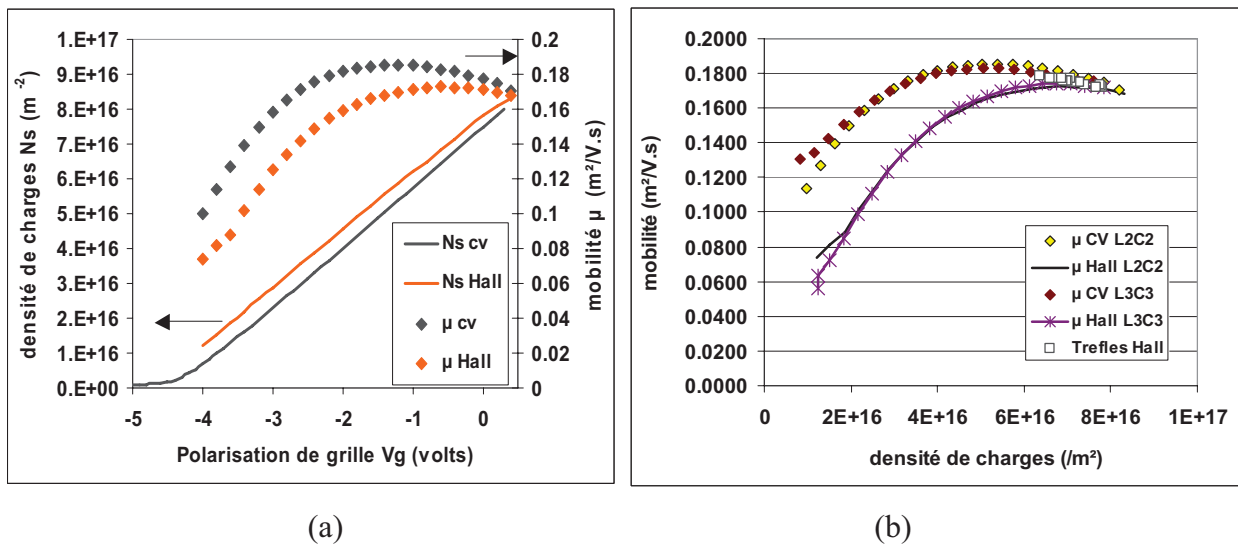 1.E+17
9.E+16
8.E+16
7.E+16
6.E+16
5.E+16
4.E+16
3.E+16
2.E+16
1.E+16
0.E+00
densité de charges Ns (m⁻²)
0.2
0.18
0.16
0.14
0.12
0.1
0.08
0.06
0.04
0.02
0
mobilité µ (m²/V.s)
Ns cv
Ns Hall
µ cv
µ Hall
-5 -4 -3 -2 -1 0
Polarisation de grille Vg (volts)
(a)
0.2000
0.1800
0.1600
0.1400
0.1200
0.1000
0.0800
0.0600
0.0400
0.0200
0.0000
mobilité (m²/V.s)
µ CV L2C2
µ Hall L2C2
µ CV L3C3
µ Hall L3C3
Trefles Hall
0 2E+16 4E+16 6E+16 8E+16 1E+17
densité de charges (/m²)
(b)